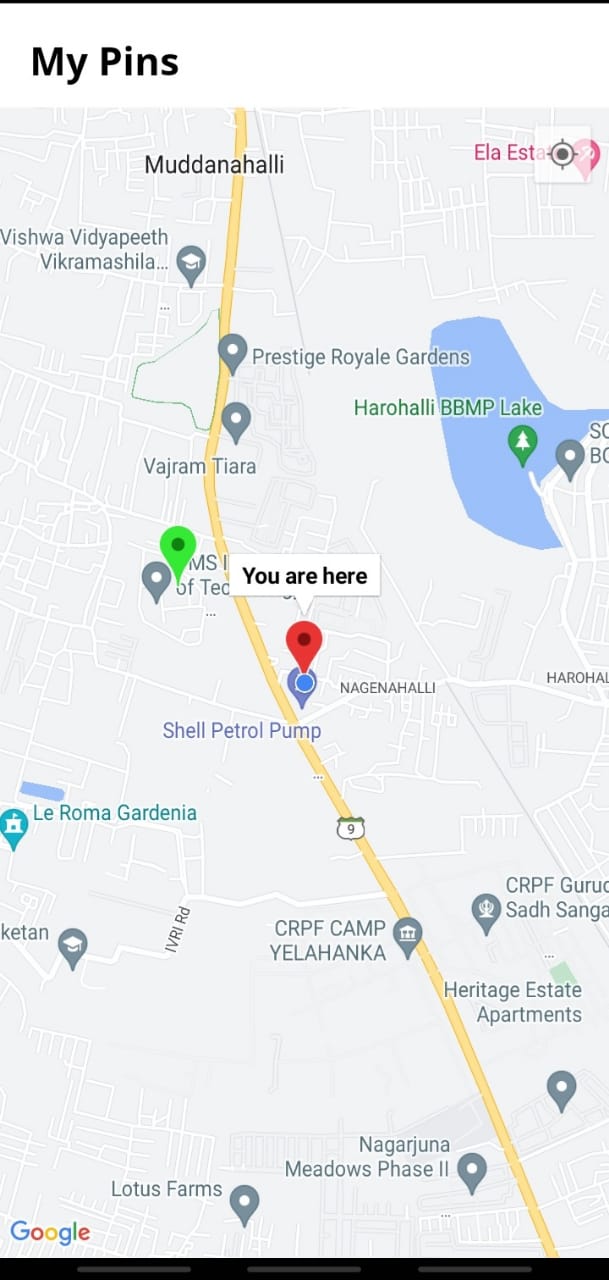 My Pins
Muddanahalli
Ela Esta
Vishwa Vidyapeeth
Vikramashila...
Prestige Royale Gardens
Harohalli BBMP Lake
SC
BC
Vajram Tiara
MS I
of Tec
You are here
NAGENAHALLI
HAROHAL
Shell Petrol Pump
Le Roma Gardenia
9
CRPF Guruc
Sadh Sanga
IVRI Rd
ketan
CRPF CAMP
YELAHANKA
Heritage Estate
Apartments
Nagarjuna
Meadows Phase II
Lotus Farms
Google